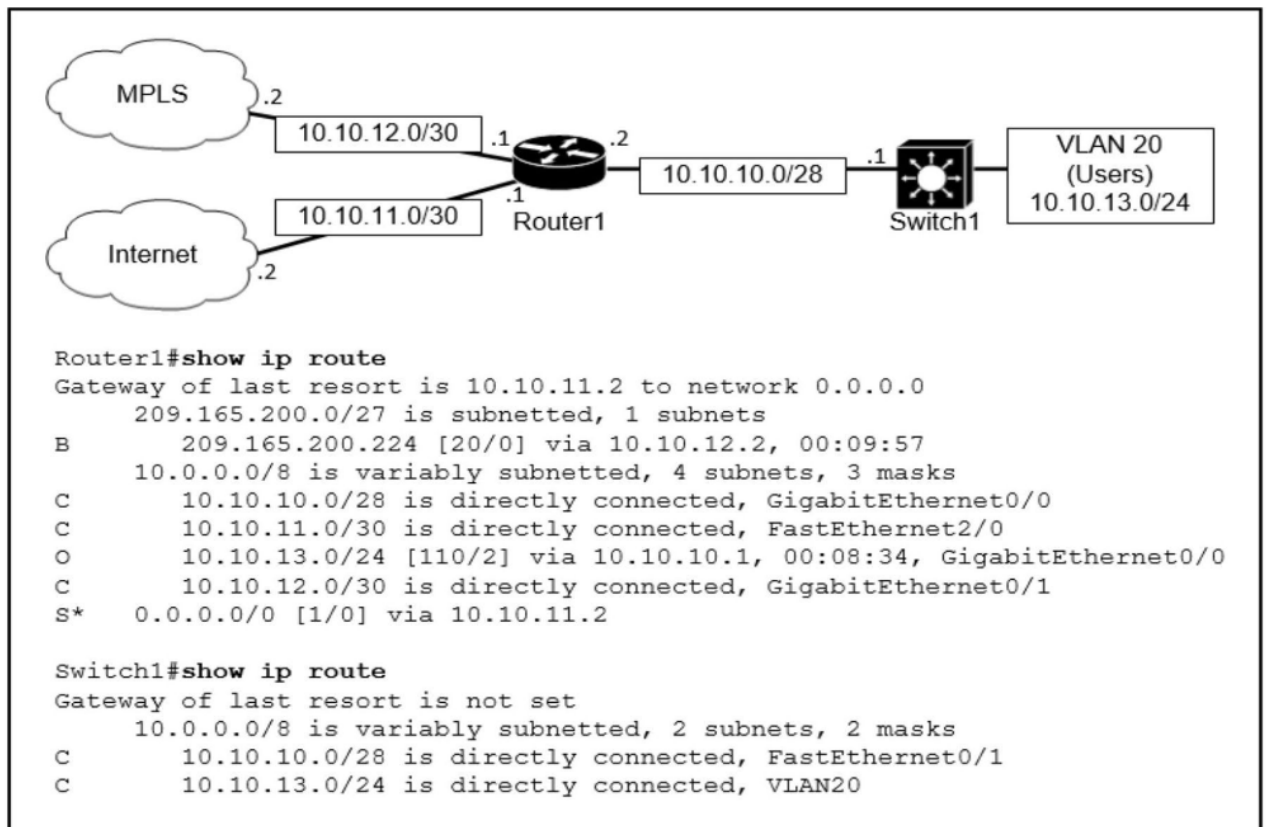 MPLS
.2
10.10.12.0/30
.1
.2
10.10.10.0/28
.1
VLAN 20
(Users)
10.10.13.0/24
10.10.11.0/30
.1
Router1
Switch1
Internet
.2
Router1#show ip route
Gateway of last resort is 10.10.11.2 to network 0.0.0.0
209.165.200.0/27 is subnetted, 1 subnets
B 209.165.200.224 [20/0] via 10.10.12.2, 00:09:57
10.0.0.0/8 is variably subnetted, 4 subnets, 3 masks
C 10.10.10.0/28 is directly connected, GigabitEthernet0/0
C 10.10.11.0/30 is directly connected, FastEthernet2/0
O 10.10.13.0/24 [110/2] via 10.10.10.1, 00:08:34, GigabitEthernet0/0
C 10.10.12.0/30 is directly connected, GigabitEthernet0/1
S* 0.0.0.0/0 [1/0] via 10.10.11.2
Switch1#show ip route
Gateway of last resort is not set
10.0.0.0/8 is variably subnetted, 2 subnets, 2 masks
C 10.10.10.0/28 is directly connected, FastEthernet0/1
C 10.10.13.0/24 is directly connected, VLAN20